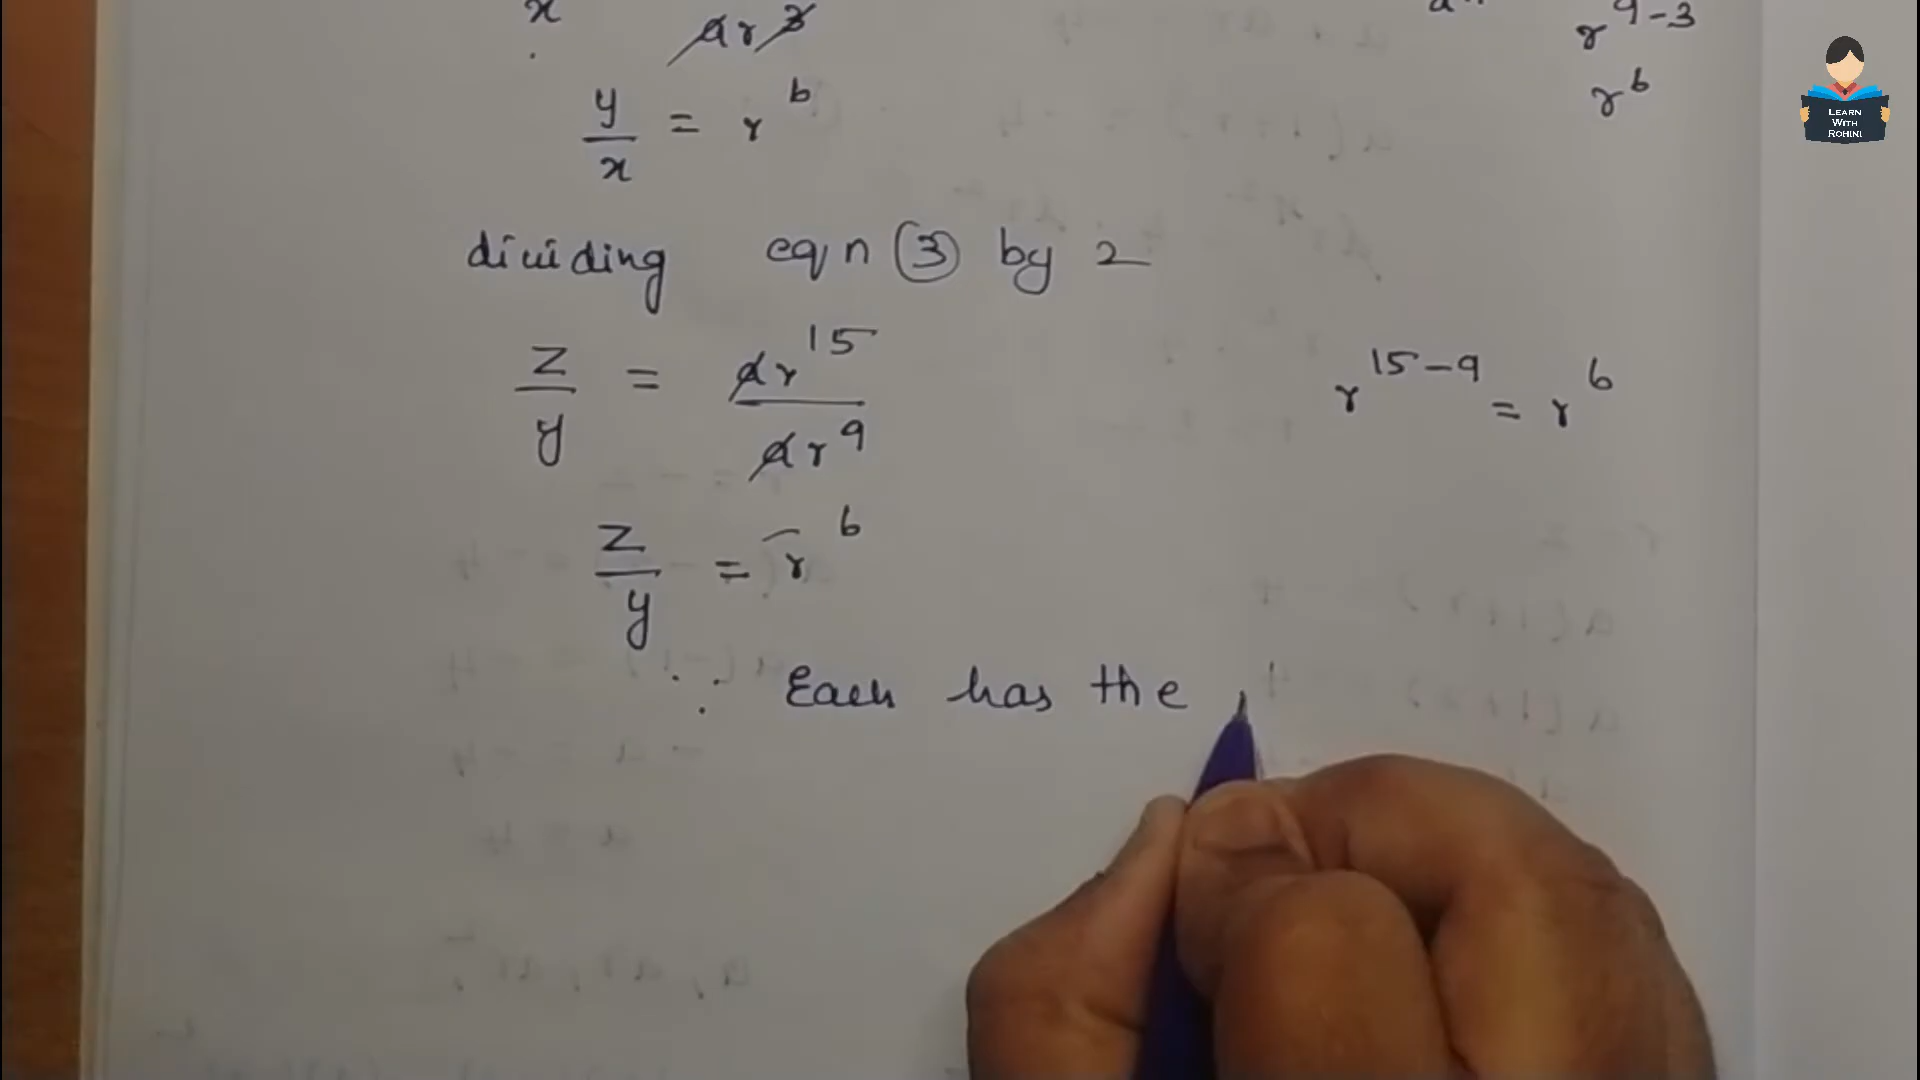 x
ar3
r9-3
y/x = r6
r6
LEARN
WITH
ROHINI
dividing eqn (3) by 2
z/y = ar15/ar9
r15-9 = r6
z/y = r6
∵ Each has the